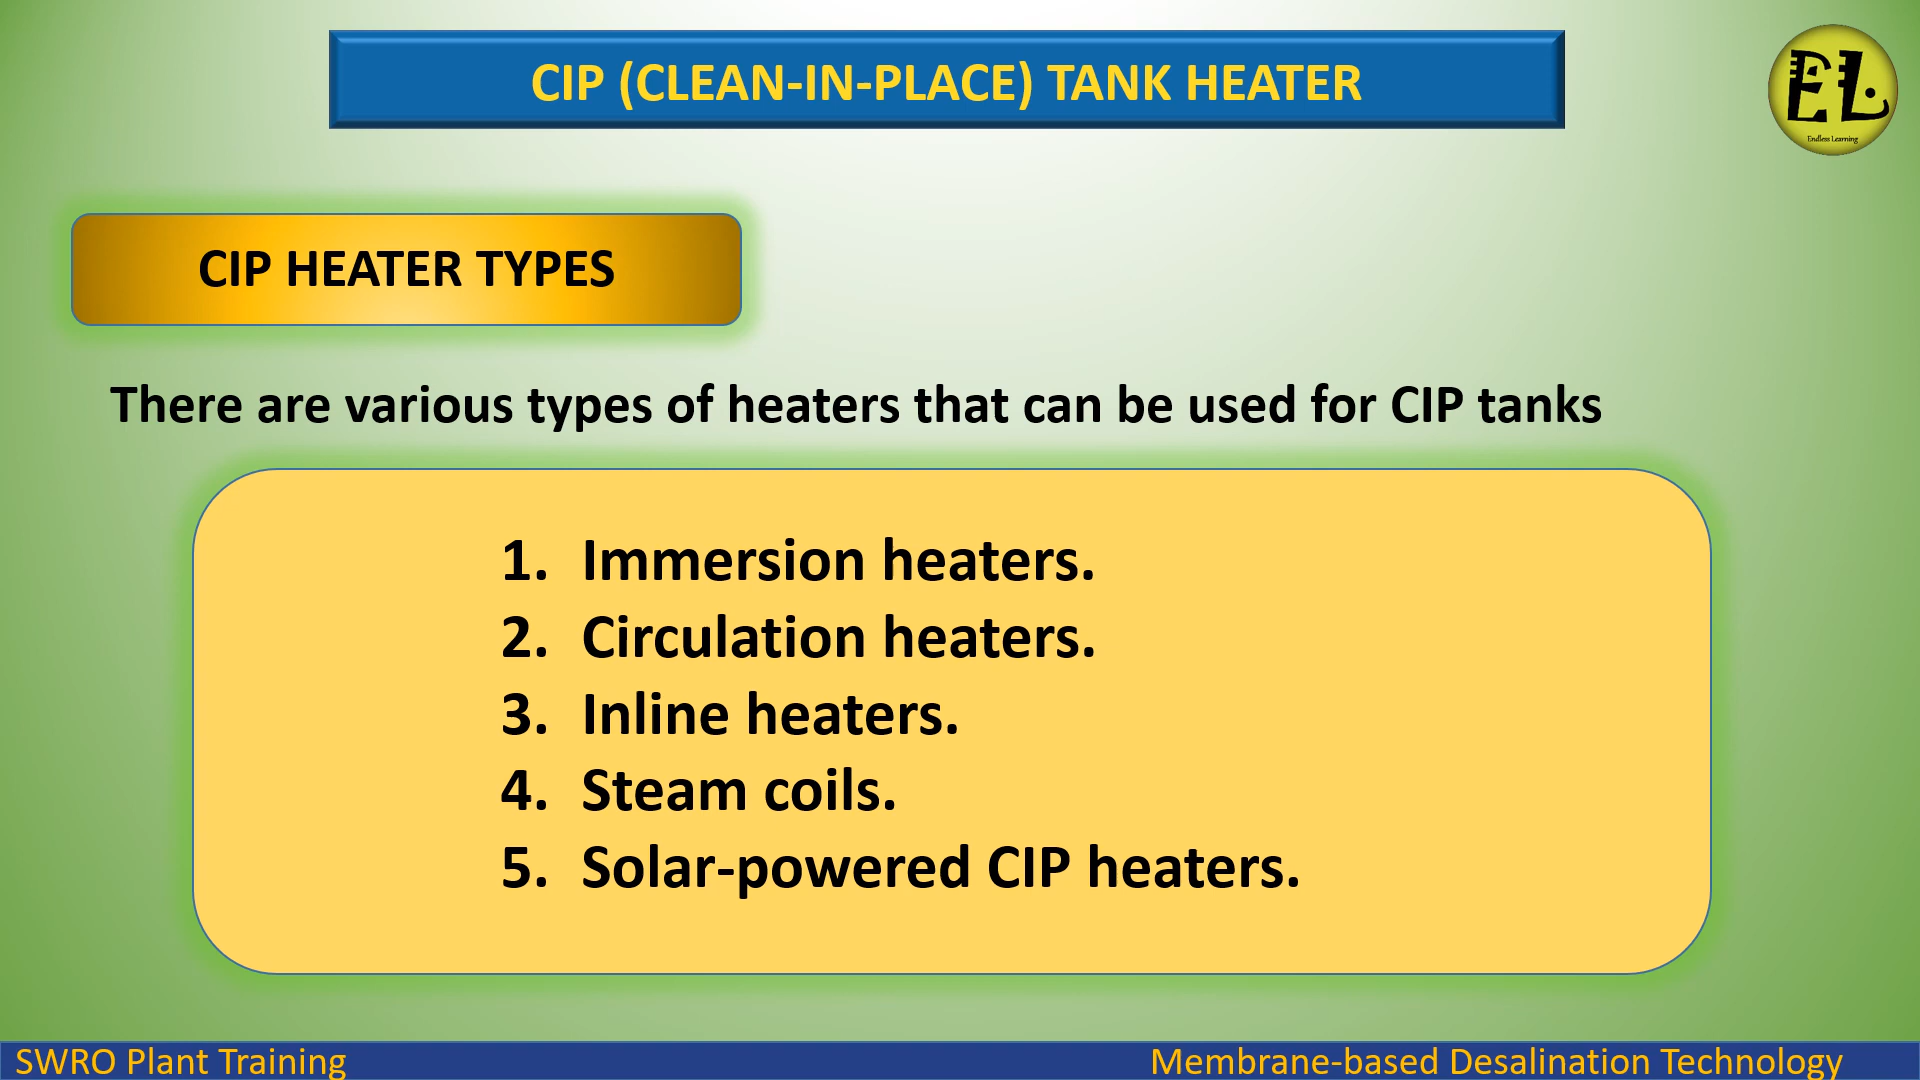 CIP (CLEAN-IN-PLACE) TANK HEATER
EL
Endless Learning
CIP HEATER TYPES
There are various types of heaters that can be used for CIP tanks
1. Immersion heaters.
2. Circulation heaters.
3. Inline heaters.
4. Steam coils.
5. Solar-powered CIP heaters.
SWRO Plant Training
Membrane-based Desalination Technology